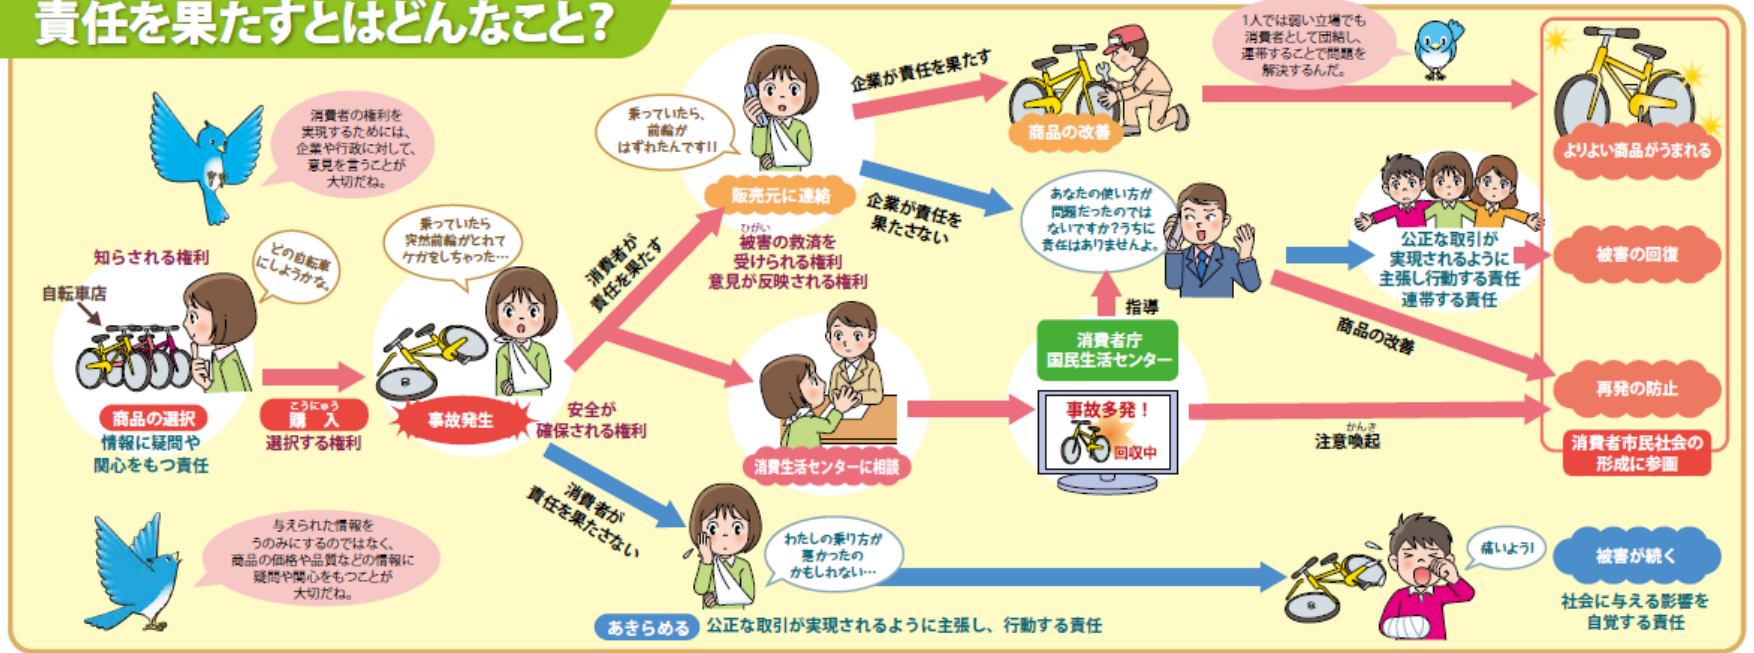 責任を果たすとはどんなこと?
消費者の権利を
実現するためには、
企業や行政に対して、
意見を言うことが
大切だね。
知らされる権利
自転車店
どの自転車
にしようかな。
商品の選択
情報に疑問や
関心をもつ責任
こうにゅう
購入
選択する権利
乗っていたら
突然前輪がとれて
ケガをしちゃった…
事故発生
安全が
確保される権利
消費者が
責任を果たす
乗っていたら、
前輪が
はずれたんです!!
販売元に連絡
ひがい
被害の救済を
受けられる権利
意見が反映される権利
企業が責任を果たす
商品の改善
1人では弱い立場でも
消費者として団結し、
連帯することで問題を
解決するんだ。
よりよい商品がうまれる
企業が責任を
果たさない
あなたの使い方が
問題だったのでは
ないですか?うちに
責任はありませんよ。
公正な取引が
実現されるように
主張し行動する責任
連帯する責任
被害の回復
商品の改善
再発の防止
消費生活センターに相談
指導
消費者庁
国民生活センター
事故多発!
回収中
かんき
注意喚起
消費者市民社会の
形成に参画
消費者が
責任を果たさない
与えられた情報を
うのみにするのではなく、
商品の価格や品質などの情報に
疑問や関心をもつことが
大切だね。
わたしの乗り方が
悪かったの
かもしれない…
あきらめる
公正な取引が実現されるように主張し、行動する責任
痛いよう!
被害が続く
社会に与える影響を
自覚する責任